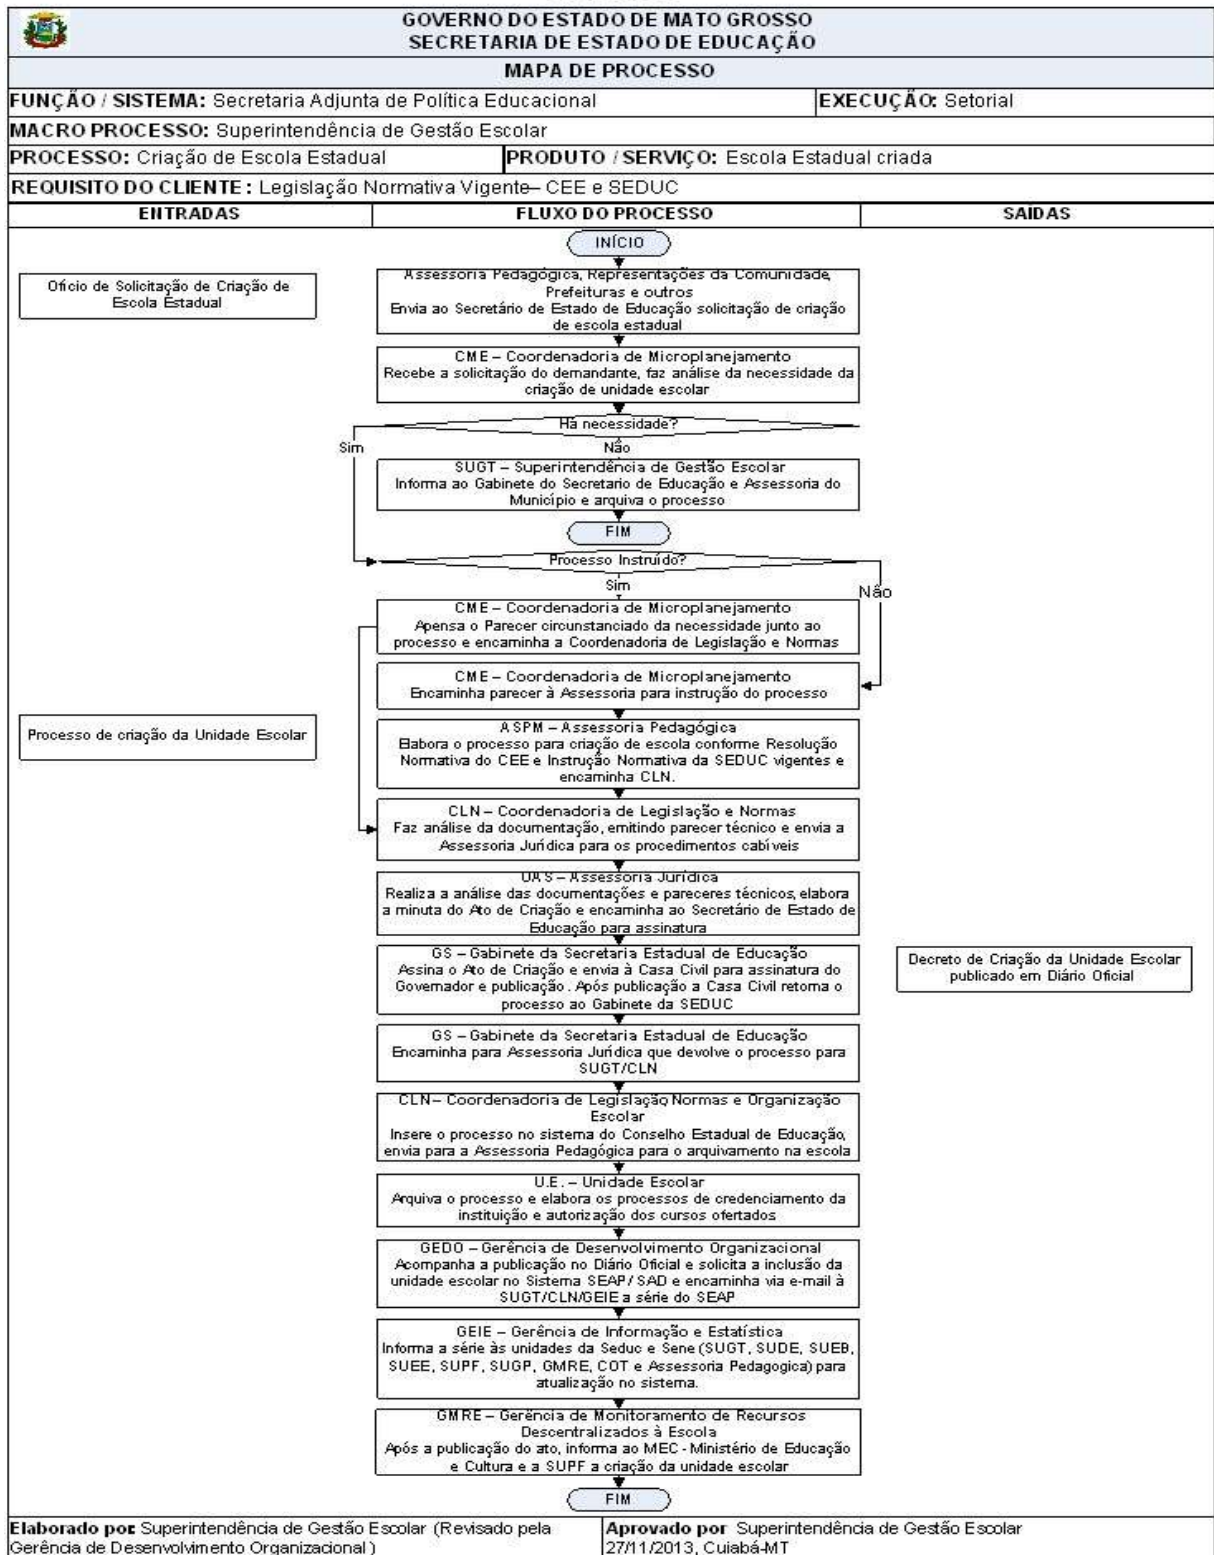 GOVERNO DO ESTADO DE MATO GROSSO
SECRETARIA DE ESTADO DE EDUCAÇÃO
MAPA DE PROCESSO
FUNÇÃO / SISTEMA: Secretaria Adjunta de Política Educacional
EXECUÇÃO: Setorial
MACRO PROCESSO: Superintendência de Gestão Escolar
PROCESSO: Criação de Escola Estadual
PRODUTO / SERVIÇO: Escola Estadual criada
REQUISITO DO CLIENTE : Legislação Normativa Vigente– CEE e SEDUC
ENTRADAS
FLUXO DO PROCESSO
SAÍDAS
INÍCIO
Ofício de Solicitação de Criação de
Escola Estadual
Assessoria Pedagógica, Representações da Comunidade,
Prefeituras e outros
Envia ao Secretário de Estado de Educação solicitação de criação
de escola estadual
CME – Coordenadoria de Microplanejamento
Recebe a solicitação do demandante, faz análise da necessidade da
criação de unidade escolar
Há necessidade?
Sim
Não
SUGT – Superintendência de Gestão Escolar
Informa ao Gabinete do Secretario de Educação e Assessoria do
Município e arquiva o processo
FIM
Processo Instruído?
Sim
Não
CME – Coordenadoria de Microplanejamento
Apensa o Parecer circunstanciado da necessidade junto ao
processo e encaminha a Coordenadoria de Legislação e Normas
CME – Coordenadoria de Microplanejamento
Encaminha parecer à Assessoria para instrução do processo
Processo de criação da Unidade Escolar
ASPM – Assessoria Pedagógica
Elabora o processo para criação de escola conforme Resolução
Normativa do CEE e Instrução Normativa da SEDUC vigentes e
encaminha CLN.
CLN – Coordenadoria de Legislação e Normas
Faz análise da documentação, emitindo parecer técnico e envia a
Assessoria Jurídica para os procedimentos cabíveis
UAS – Assessoria Jurídica
Realiza a análise das documentações e pareceres técnicos, elabora
a minuta do Ato de Criação e encaminha ao Secretário de Estado de
Educação para assinatura
GS – Gabinete da Secretaria Estadual de Educação
Assina o Ato de Criação e envia à Casa Civil para assinatura do
Governador e publicação. Após publicação a Casa Civil retorna o
processo ao Gabinete da SEDUC
Decreto de Criação da Unidade Escolar
publicado em Diário Oficial
GS – Gabinete da Secretaria Estadual de Educação
Encaminha para Assessoria Jurídica que devolve o processo para
SUGT/CLN
CLN– Coordenadoria de Legislação, Normas e Organização
Escolar
Insere o processo no sistema do Conselho Estadual de Educação,
envia para a Assessoria Pedagógica para o arquivamento na escola
U.E. – Unidade Escolar
Arquiva o processo e elabora os processos de credenciamento da
instituição e autorização dos cursos ofertados
GEDO – Gerência de Desenvolvimento Organizacional
Acompanha a publicação no Diário Oficial e solicita a inclusão da
unidade escolar no Sistema SEAP/ SAD e encaminha via e-mail à
SUGT/CLN/GEIE a série do SEAP
GEIE – Gerência de Informação e Estatística
Informa a série às unidades da Seduc e Sene (SUGT, SUDE, SUEB,
SUEE, SUPF, SUGP, GMRE, COT e Assessoria Pedagogica) para
atualização no sistema.
GMRE – Gerência de Monitoramento de Recursos
Descentralizados à Escola
Após a publicação do ato, informa ao MEC - Ministério de Educação
e Cultura e a SUPF a criação da unidade escolar
FIM
Elaborado por: Superintendência de Gestão Escolar (Revisado pela
Gerência de Desenvolvimento Organizacional )
Aprovado por Superintendência de Gestão Escolar
27/11/2013, Cuiabá-MT